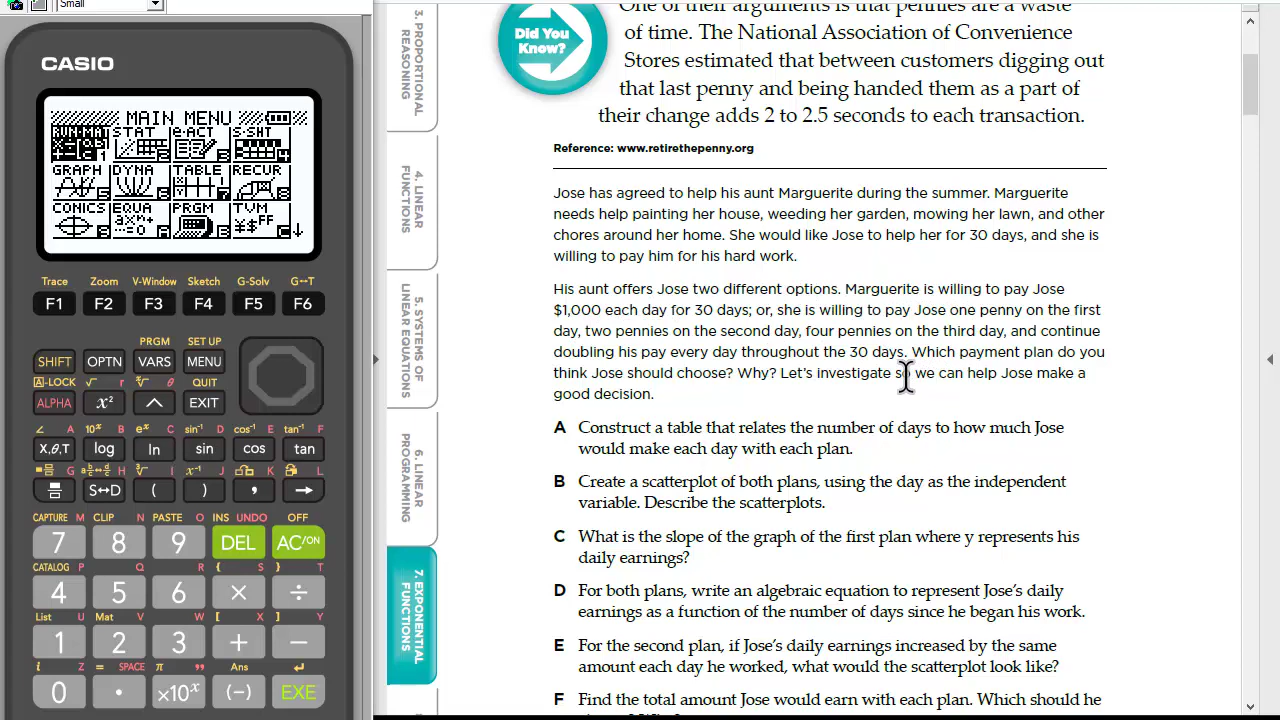 Small
CASIO
MAIN MENU
RUN-MAT STAT e-ACT S-SHT
GRAPH DYNA TABLE RECUR
CONICS EQUA PRGM TVM
Trace Zoom V-Window Sketch G-Solv G↔T
F1 F2 F3 F4 F5 F6
PRGM SET UP
SHIFT OPTN VARS MENU
A-LOCK √ r ∛ θ QUIT
ALPHA x² ^ EXIT
∠ A 10ˣ B eˣ C sin⁻¹ D cos⁻¹ E tan⁻¹ F
X,θ,T log ln sin cos tan
G H ∛ I x⁻¹ J K L
S↔D ( ) , →
CAPTURE M CLIP N PASTE O INS UNDO OFF
7 8 9 DEL AC/ON
CATALOG P Q R { S } T
4 5 6 × ÷
List U Mat V W [ X ] Y
1 2 3 + −
i Z = SPACE π " Ans ↵
0 . ×10ˣ (−) EXE
3. PROPORTIONAL
REASONING
4. LINEAR
FUNCTIONS
5. SYSTEMS OF
LINEAR EQUATIONS
6. LINEAR
PROGRAMMING
7. EXPONENTIAL
FUNCTIONS
Did You
Know?
One of their arguments is that pennies are a waste
of time. The National Association of Convenience
Stores estimated that between customers digging out
that last penny and being handed them as a part of
their change adds 2 to 2.5 seconds to each transaction.
Reference: www.retirethepenny.org
Jose has agreed to help his aunt Marguerite during the summer. Marguerite
needs help painting her house, weeding her garden, mowing her lawn, and other
chores around her home. She would like Jose to help her for 30 days, and she is
willing to pay him for his hard work.
His aunt offers Jose two different options. Marguerite is willing to pay Jose
$1,000 each day for 30 days; or, she is willing to pay Jose one penny on the first
day, two pennies on the second day, four pennies on the third day, and continue
doubling his pay every day throughout the 30 days. Which payment plan do you
think Jose should choose? Why? Let's investigate so we can help Jose make a
good decision.
A Construct a table that relates the number of days to how much Jose
would make each day with each plan.
B Create a scatterplot of both plans, using the day as the independent
variable. Describe the scatterplots.
C What is the slope of the graph of the first plan where y represents his
daily earnings?
D For both plans, write an algebraic equation to represent Jose's daily
earnings as a function of the number of days since he began his work.
E For the second plan, if Jose's daily earnings increased by the same
amount each day he worked, what would the scatterplot look like?
F Find the total amount Jose would earn with each plan. Which should he